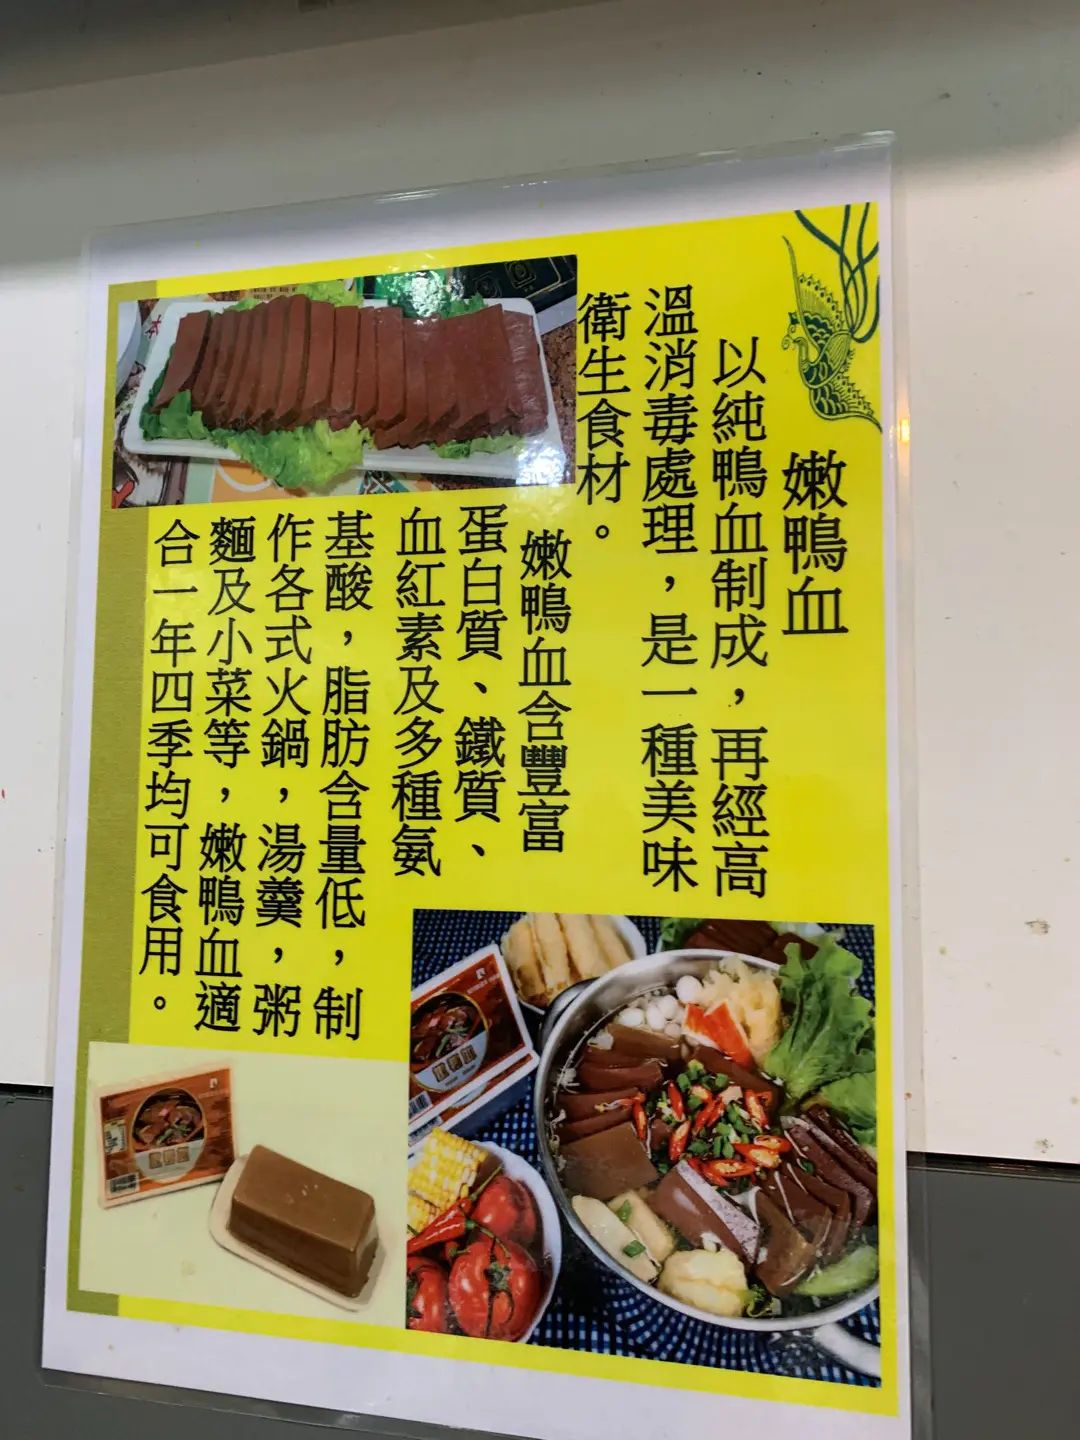 嫩鴨血
以純鴨血制成，再經高
溫消毒處理，是一種美味
衛生食材。
嫩鴨血含豐富
蛋白質、鐵質、
血紅素及多種氨
基酸，脂肪含量低，制
作各式火鍋，湯羹，粥
麵及小菜等，嫩鴨血適
合一年四季均可食用。